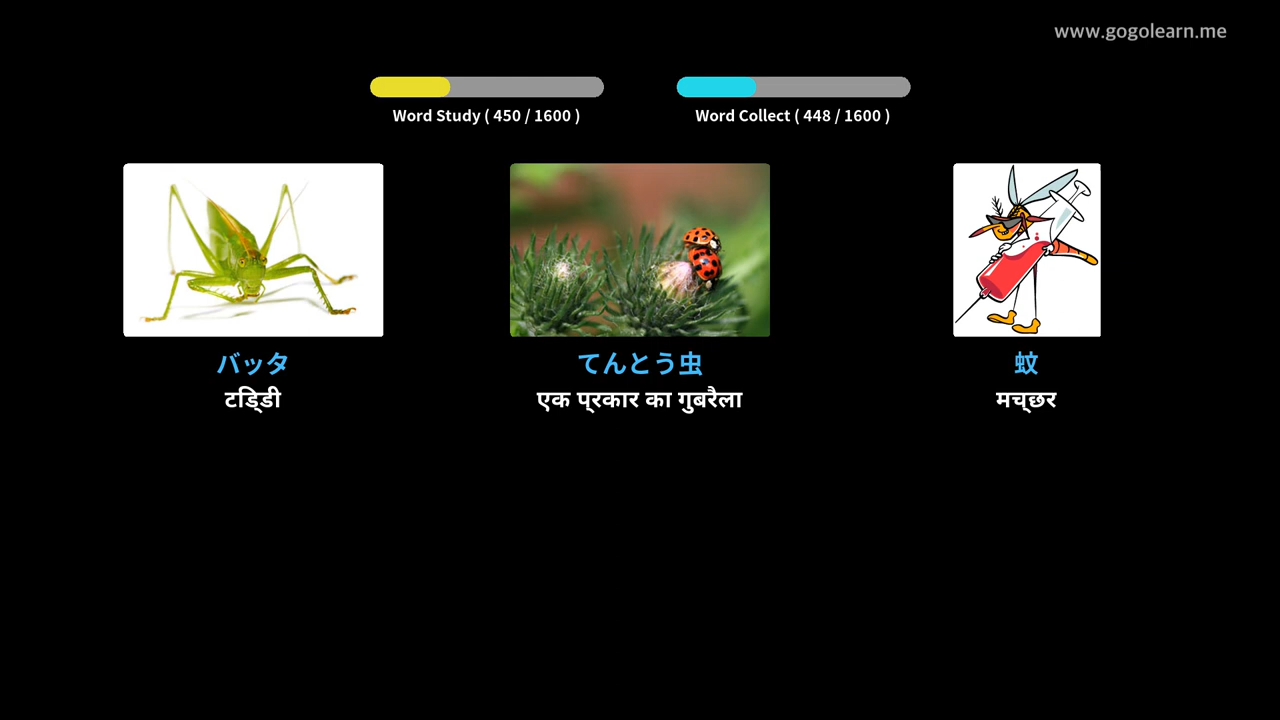 www.gogolearn.me
Word Study ( 450 / 1600 )
Word Collect ( 448 / 1600 )
バッタ
टिड्डी
てんとう虫
एक प्रकार का गुबरैला
蚊
मच्छर